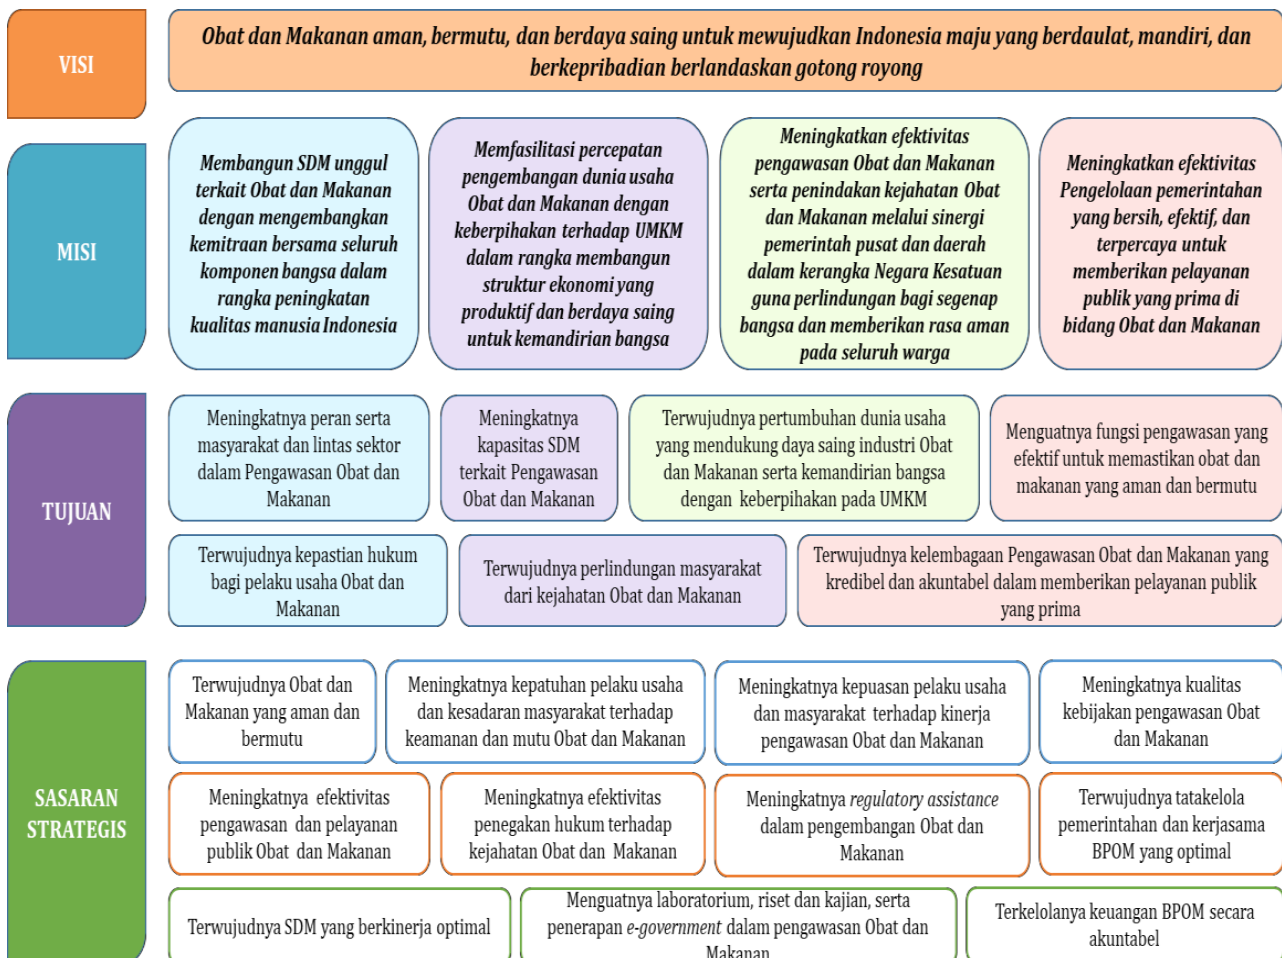 VISI
Obat dan Makanan aman, bermutu, dan berdaya saing untuk mewujudkan Indonesia maju yang berdaulat, mandiri, dan
berkepribadian berlandaskan gotong royong
MISI
Membangun SDM unggul
terkait Obat dan Makanan
dengan mengembangkan
kemitraan bersama seluruh
komponen bangsa dalam
rangka peningkatan
kualitas manusia Indonesia
Memfasilitasi percepatan
pengembangan dunia usaha
Obat dan Makanan dengan
keberpihakan terhadap UMKM
dalam rangka membangun
struktur ekonomi yang
produktif dan berdaya saing
untuk kemandirian bangsa
Meningkatkan efektivitas
pengawasan Obat dan Makanan
serta penindakan kejahatan Obat
dan Makanan melalui sinergi
pemerintah pusat dan daerah
dalam kerangka Negara Kesatuan
guna perlindungan bagi segenap
bangsa dan memberikan rasa aman
pada seluruh warga
Meningkatkan efektivitas
Pengelolaan pemerintahan
yang bersih, efektif, dan
terpercaya untuk
memberikan pelayanan
publik yang prima di
bidang Obat dan Makanan
TUJUAN
Meningkatnya peran serta
masyarakat dan lintas sektor
dalam Pengawasan Obat dan
Makanan
Meningkatnya
kapasitas SDM
terkait Pengawasan
Obat dan Makanan
Terwujudnya pertumbuhan dunia usaha
yang mendukung daya saing industri Obat
dan Makanan serta kemandirian bangsa
dengan keberpihakan pada UMKM
Menguatnya fungsi pengawasan yang
efektif untuk memastikan obat dan
makanan yang aman dan bermutu
Terwujudnya kepastian hukum
bagi pelaku usaha Obat dan
Makanan
Terwujudnya perlindungan masyarakat
dari kejahatan Obat dan Makanan
Terwujudnya kelembagaan Pengawasan Obat dan Makanan yang
kredibel dan akuntabel dalam memberikan pelayanan publik
yang prima
SASARAN
STRATEGIS
Terwujudnya Obat dan
Makanan yang aman dan
bermutu
Meningkatnya kepatuhan pelaku usaha
dan kesadaran masyarakat terhadap
keamanan dan mutu Obat dan Makanan
Meningkatnya kepuasan pelaku usaha
dan masyarakat terhadap kinerja
pengawasan Obat dan Makanan
Meningkatnya kualitas
kebijakan pengawasan Obat
dan Makanan
Meningkatnya efektivitas
pengawasan dan pelayanan
publik Obat dan Makanan
Meningkatnya efektivitas
penegakan hukum terhadap
kejahatan Obat dan Makanan
Meningkatnya regulatory assistance
dalam pengembangan Obat dan
Makanan
Terwujudnya tatakelola
pemerintahan dan kerjasama
BPOM yang optimal
Terwujudnya SDM yang berkinerja optimal
Menguatnya laboratorium, riset dan kajian, serta
penerapan e-government dalam pengawasan Obat dan
Makanan
Terkelolanya keuangan BPOM secara
akuntabel